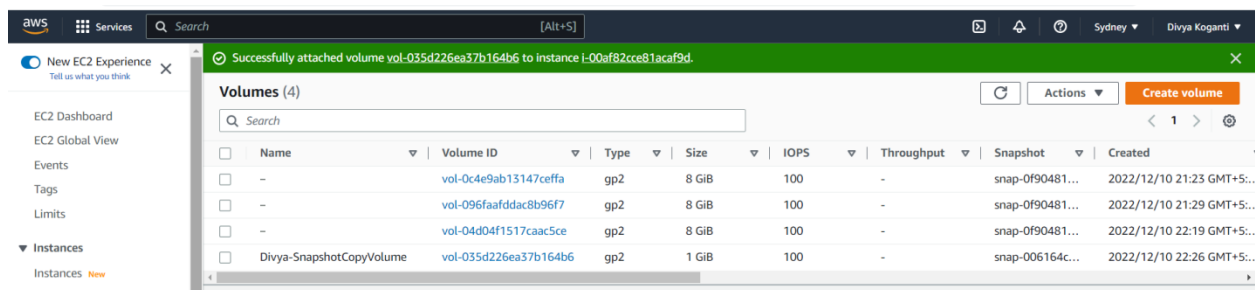 aws Services Search [Alt+S] Sydney ▼ Divya Koganti ▼
New EC2 Experience
Tell us what you think
Successfully attached volume vol-035d226ea37b164b6 to instance i-00af82cce81acaf9d.
EC2 Dashboard
EC2 Global View
Events
Tags
Limits
▼ Instances
Instances New
Volumes (4) Actions ▼ Create volume
Search < 1 >
Name Volume ID Type Size IOPS Throughput Snapshot Created
– vol-0c4e9ab13147ceffa gp2 8 GiB 100 - snap-0f90481... 2022/12/10 21:23 GMT+5:...
– vol-096faafddac8b96f7 gp2 8 GiB 100 - snap-0f90481... 2022/12/10 21:29 GMT+5:...
– vol-04d04f1517caac5ce gp2 8 GiB 100 - snap-0f90481... 2022/12/10 22:19 GMT+5:...
Divya-SnapshotCopyVolume vol-035d226ea37b164b6 gp2 1 GiB 100 - snap-006164c... 2022/12/10 22:26 GMT+5:...